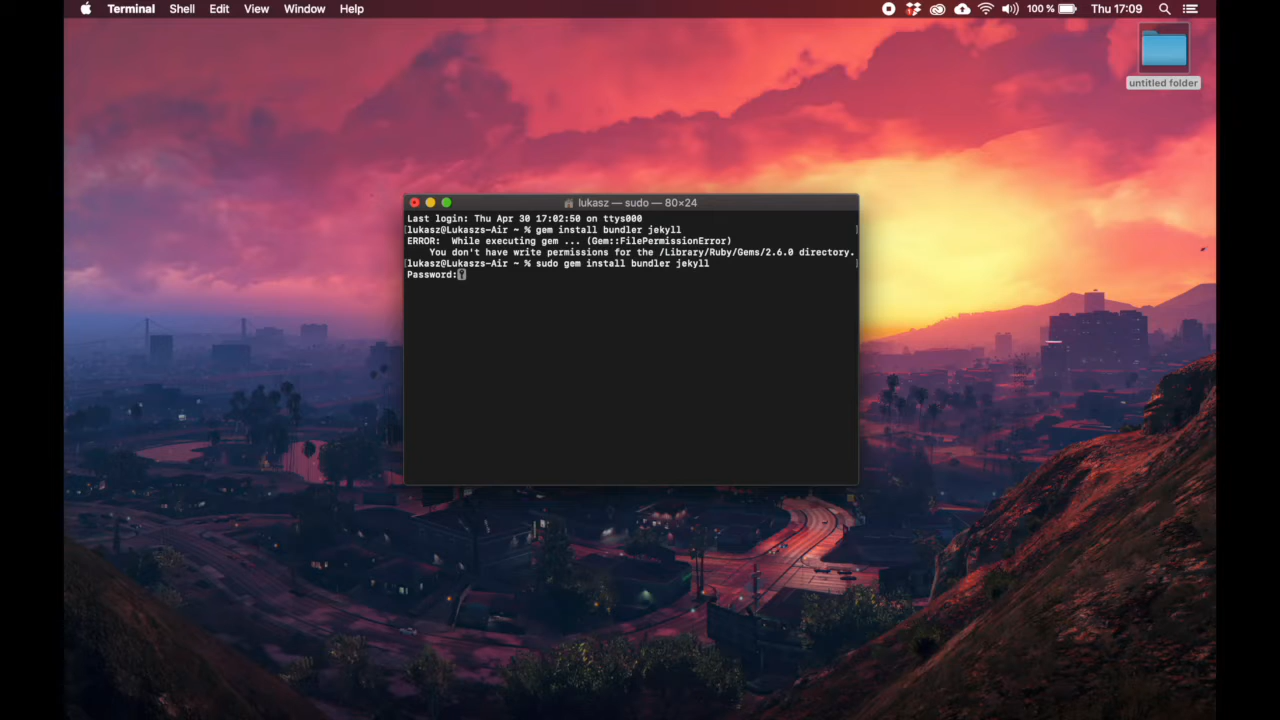 Terminal Shell Edit View Window Help 100 % Thu 17:09
untitled folder
lukasz — sudo — 80×24
Last login: Thu Apr 30 17:02:50 on ttys000
[lukasz@Lukaszs-Air ~ % gem install bundler jekyll ]
ERROR:  While executing gem ... (Gem::FilePermissionError)
    You don't have write permissions for the /Library/Ruby/Gems/2.6.0 directory.
[lukasz@Lukaszs-Air ~ % sudo gem install bundler jekyll ]
Password: